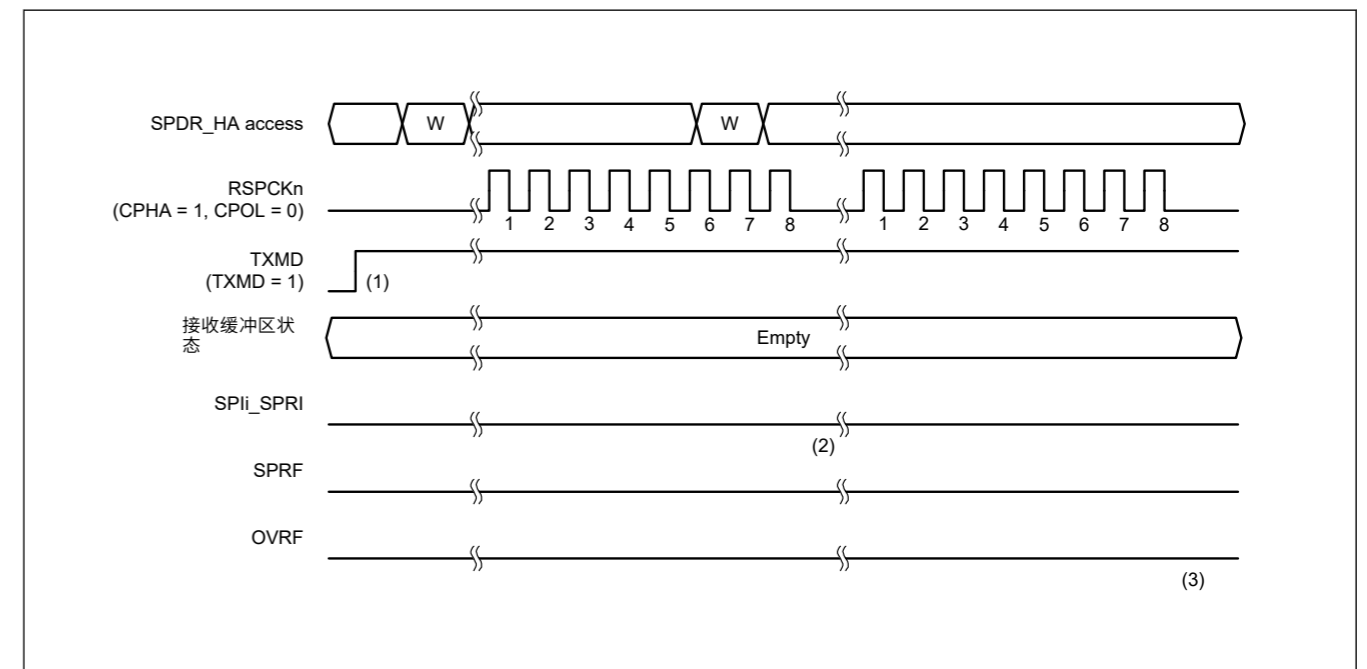 SPDR_HA access
W
W
RSPCKn
(CPHA = 1, CPOL = 0)
1 2 3 4 5 6 7 8
1 2 3 4 5 6 7 8
TXMD
(TXMD = 1)
(1)
接收缓冲区状
态
Empty
SPIi_SPRI
(2)
SPRF
OVRF
(3)